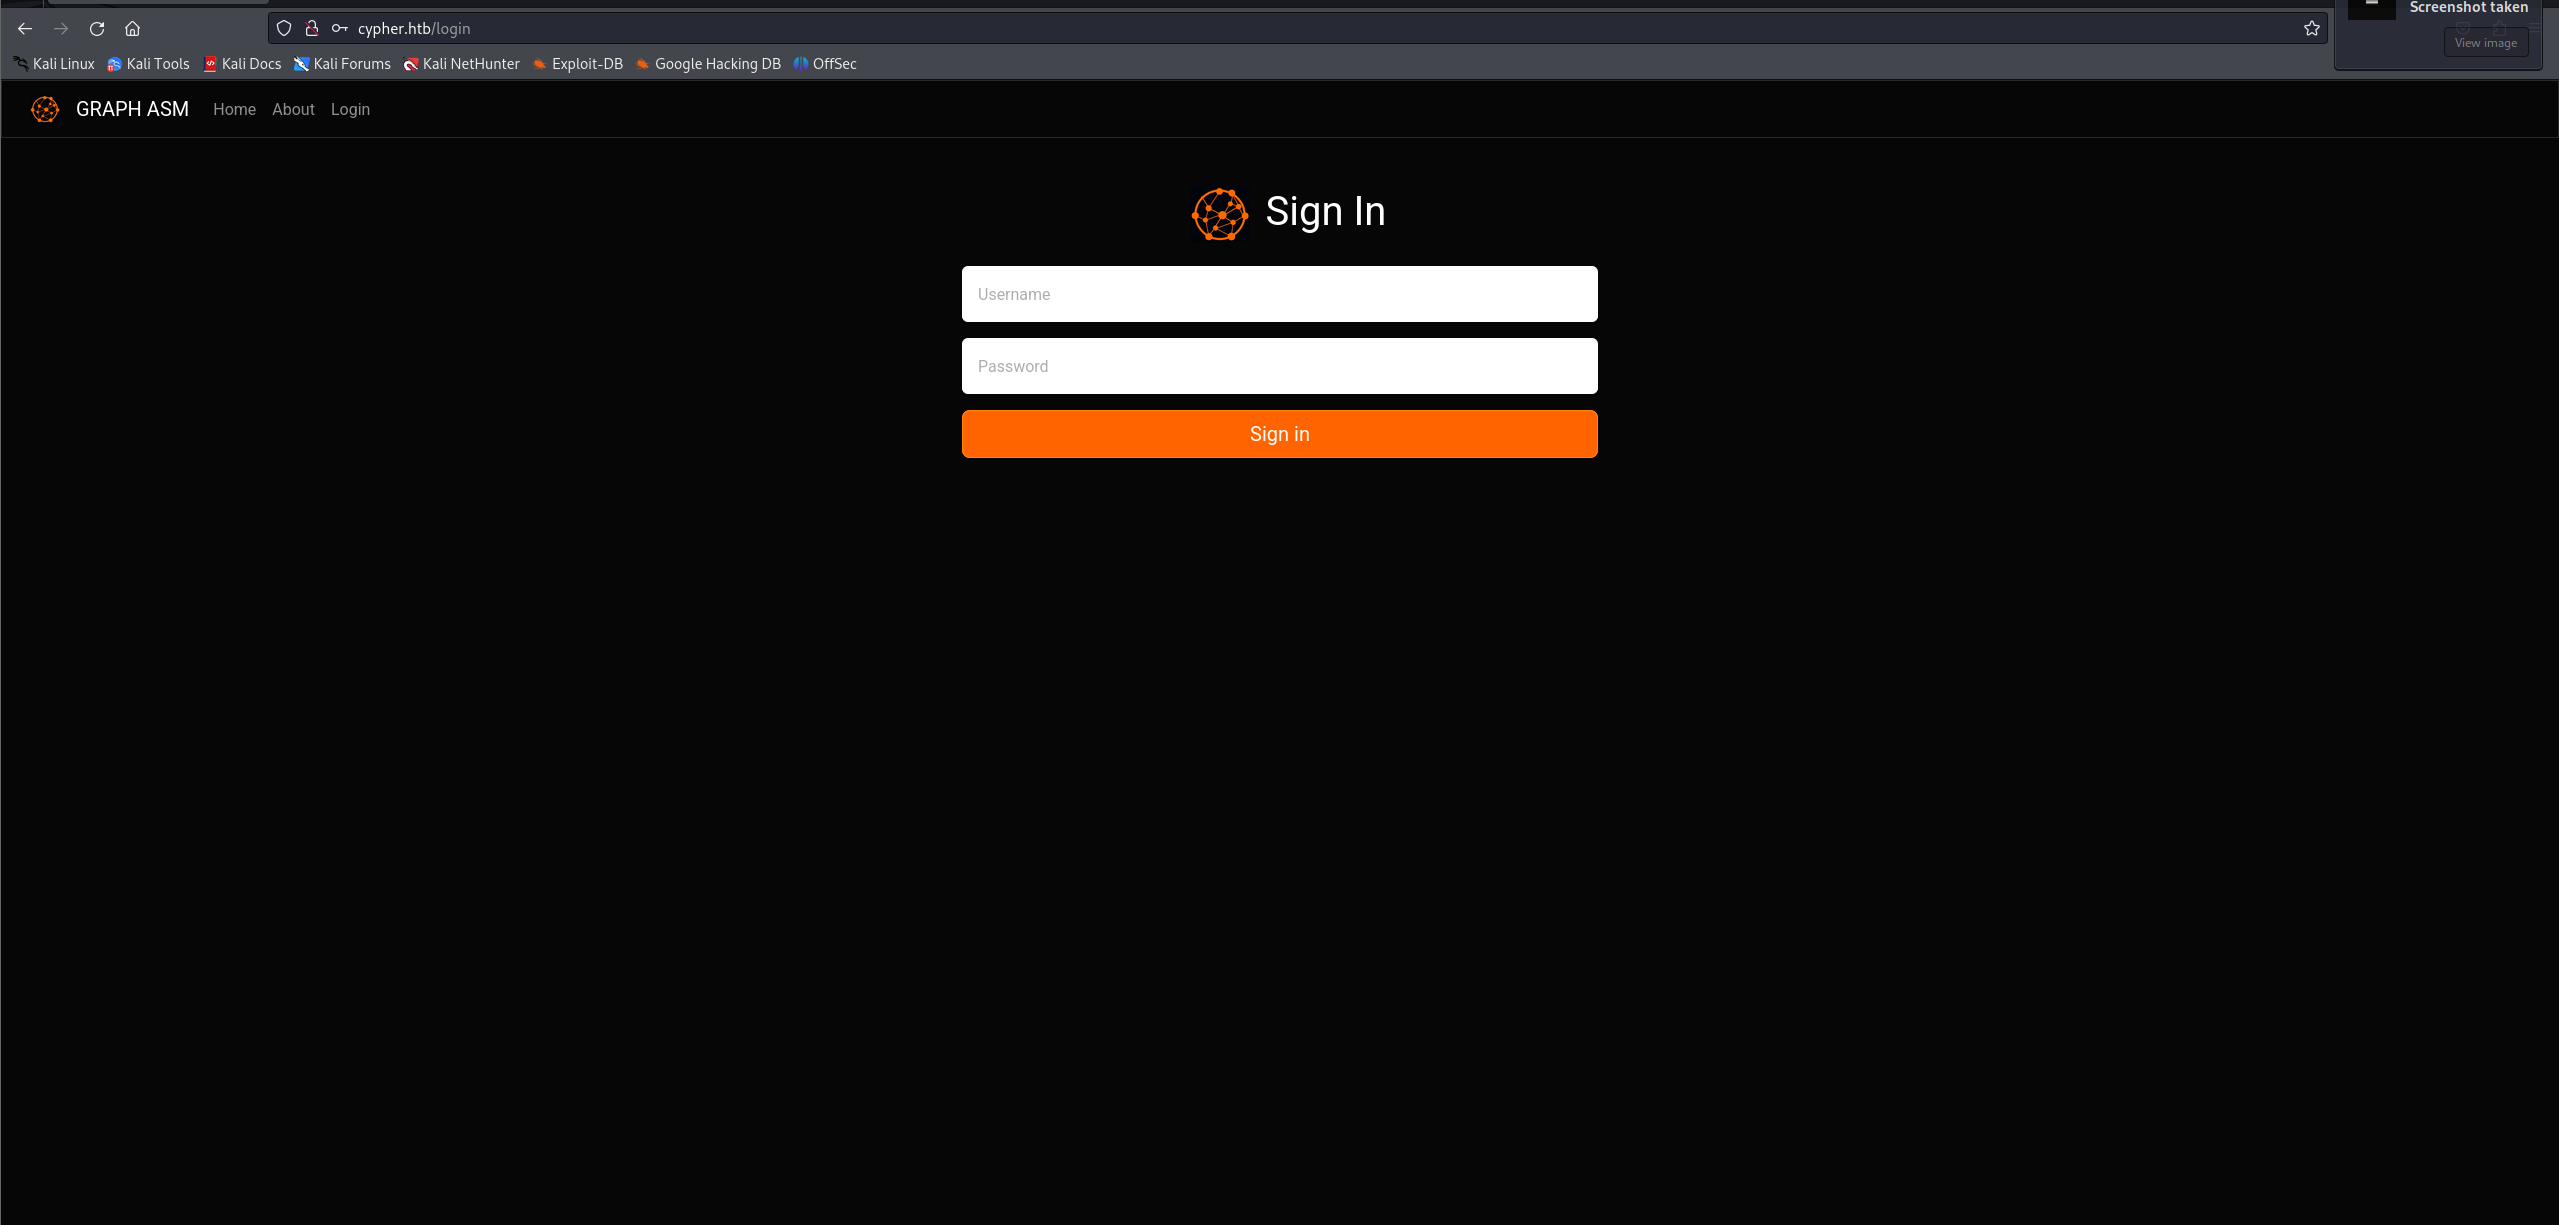 Screenshot taken
cypher.htb/login
View image
Kali Linux Kali Tools Kali Docs Kali Forums Kali NetHunter Exploit-DB Google Hacking DB OffSec
GRAPH ASM Home About Login
Sign In
Username
Password
Sign in